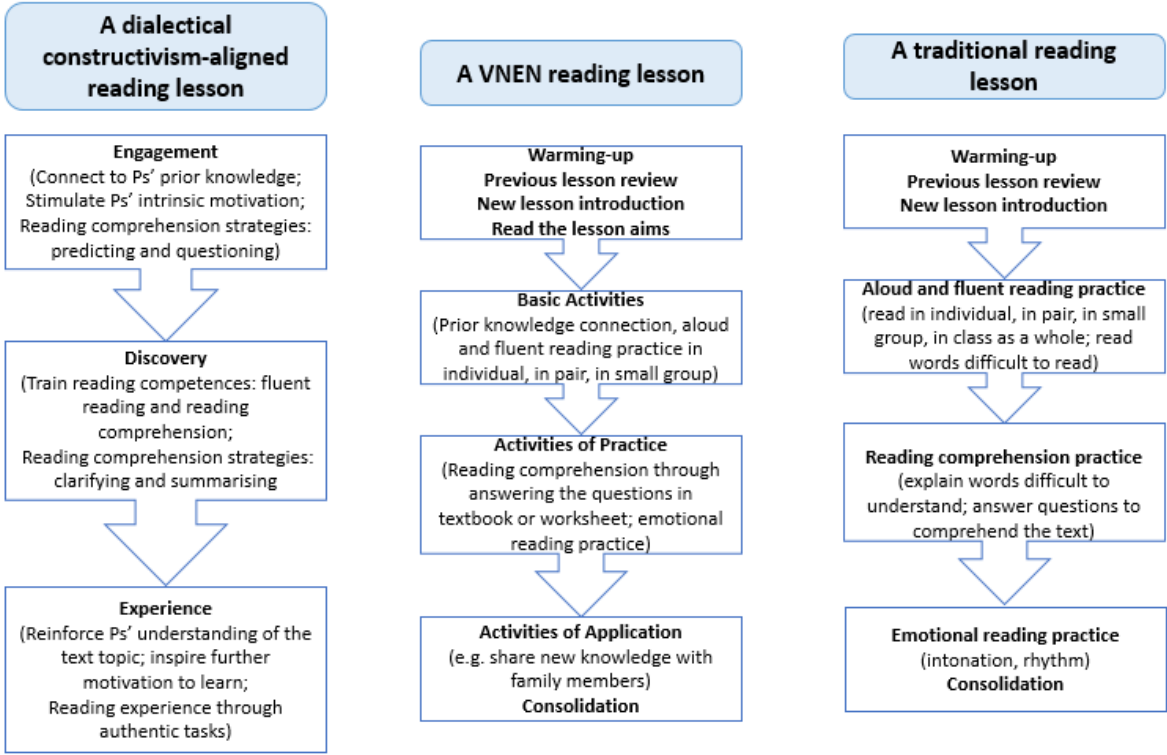 A dialectical
constructivism-aligned
reading lesson
Engagement
(Connect to Ps’ prior knowledge;
Stimulate Ps’ intrinsic motivation;
Reading comprehension strategies:
predicting and questioning)
Discovery
(Train reading competences: fluent
reading and reading
comprehension;
Reading comprehension strategies:
clarifying and summarising
Experience
(Reinforce Ps’ understanding of the
text topic; inspire further
motivation to learn;
Reading experience through
authentic tasks)
A VNEN reading lesson
Warming-up
Previous lesson review
New lesson introduction
Read the lesson aims
Basic Activities
(Prior knowledge connection, aloud
and fluent reading practice in
individual, in pair, in small group)
Activities of Practice
(Reading comprehension through
answering the questions in
textbook or worksheet; emotional
reading practice)
Activities of Application
(e.g. share new knowledge with
family members)
Consolidation
A traditional reading
lesson
Warming-up
Previous lesson review
New lesson introduction
Aloud and fluent reading practice
(read in individual, in pair, in small
group, in class as a whole; read
words difficult to read)
Reading comprehension practice
(explain words difficult to
understand; answer questions to
comprehend the text)
Emotional reading practice
(intonation, rhythm)
Consolidation